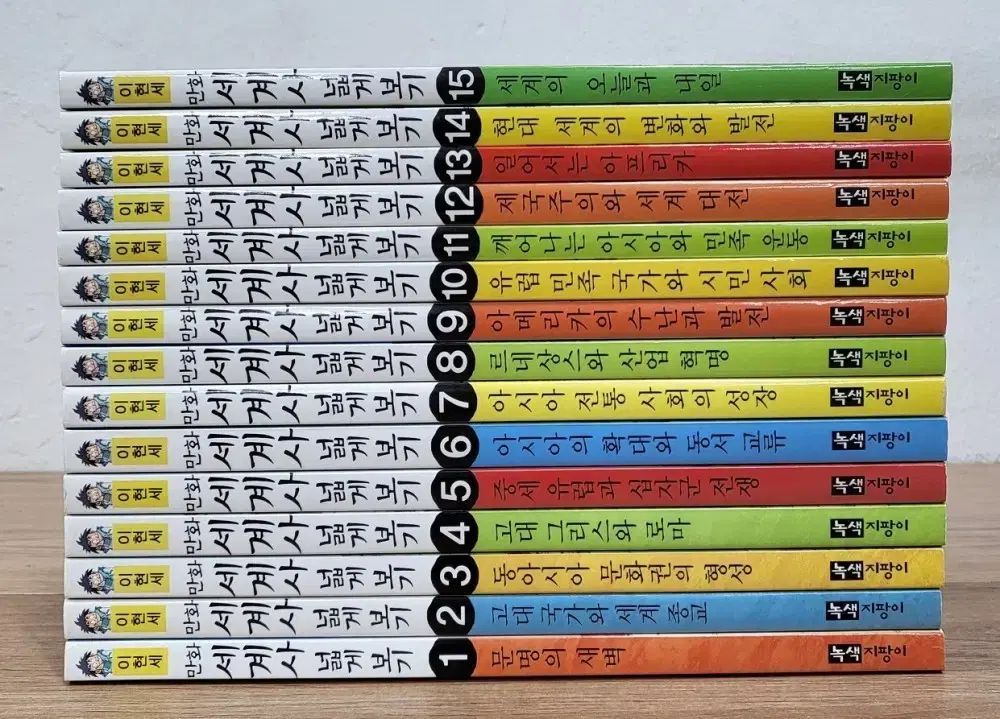 이현세 만화 세계사 넓게 보기 15 세계의 오늘과 내일 녹색지팡이
이현세 만화 세계사 넓게 보기 14 현대 세계의 변화와 발전 녹색지팡이
이현세 만화 세계사 넓게 보기 13 일어서는 아프리카 녹색지팡이
이현세 만화 세계사 넓게 보기 12 제국주의와 세계 대전 녹색지팡이
이현세 만화 세계사 넓게 보기 11 깨어나는 아시아와 민족 운동 녹색지팡이
이현세 만화 세계사 넓게 보기 10 유럽 민족 국가와 시민 사회 녹색지팡이
이현세 만화 세계사 넓게 보기 9 아메리카의 수난과 발전 녹색지팡이
이현세 만화 세계사 넓게 보기 8 르네상스와 산업 혁명 녹색지팡이
이현세 만화 세계사 넓게 보기 7 아시아 전통 사회의 성장 녹색지팡이
이현세 만화 세계사 넓게 보기 6 아시아의 확대와 동서 교류 녹색지팡이
이현세 만화 세계사 넓게 보기 5 중세 유럽과 십자군 전쟁 녹색지팡이
이현세 만화 세계사 넓게 보기 4 고대 그리스와 로마 녹색지팡이
이현세 만화 세계사 넓게 보기 3 동아시아 문화권의 형성 녹색지팡이
이현세 만화 세계사 넓게 보기 2 고대 국가와 세계 종교 녹색지팡이
이현세 만화 세계사 넓게 보기 1 문명의 새벽 녹색지팡이